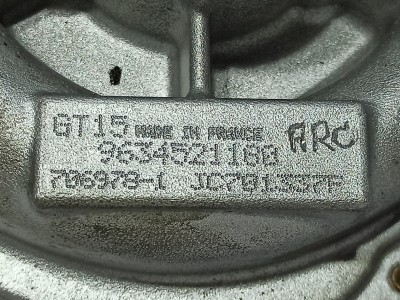 GT15 MADE IN FRANCE ARC
9634521180
706978-1 JC701337F